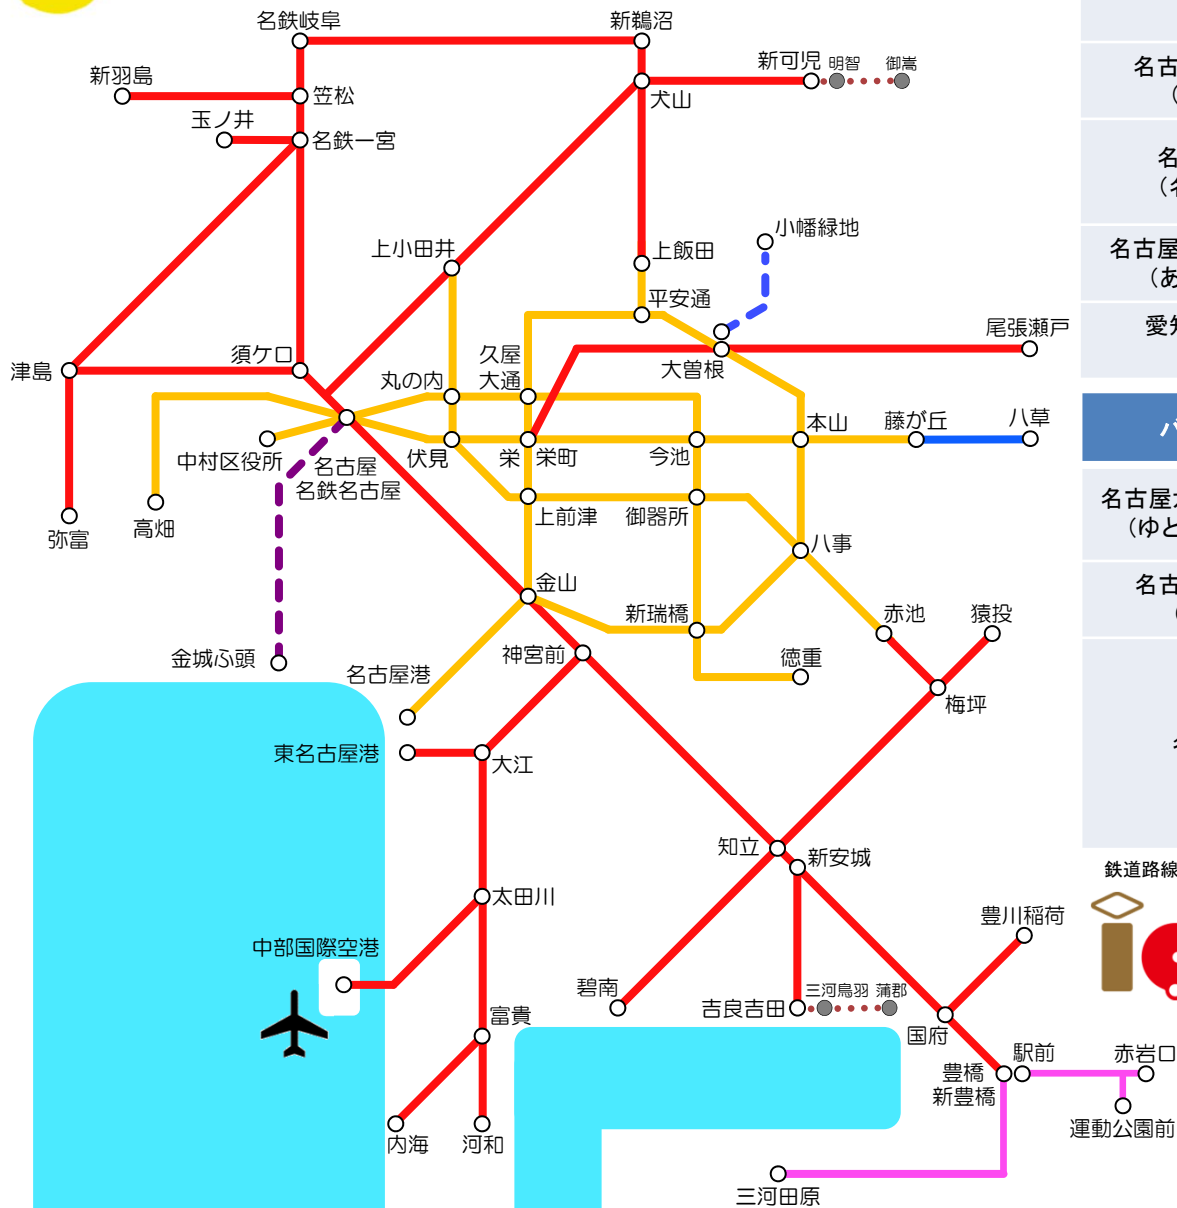 名鉄岐阜
新鵜沼
新可児
明智
御嵩
新羽島
笠松
犬山
玉ノ井
名鉄一宮
小幡緑地
上小田井
上飯田
平安通
尾張瀬戸
須ケ口
久屋
大通
津島
丸の内
大曽根
本山
藤が丘
八草
中村区役所
名古屋
名鉄名古屋
伏見
栄
栄町
今池
弥富
高畑
上前津
御器所
八事
金山
新瑞橋
赤池
猿投
金城ふ頭
名古屋港
神宮前
徳重
梅坪
東名古屋港
大江
知立
新安城
太田川
豊川稲荷
中部国際空港
碧南
吉良吉田
三河鳥羽
蒲郡
富貴
国府
豊橋
新豊橋
駅前
赤岩口
内海
河和
運動公園前
三河田原
名古
（
名
（名
名古屋
（あ
愛知
バ
名古屋
（ゆと
名古
（
鉄道路線